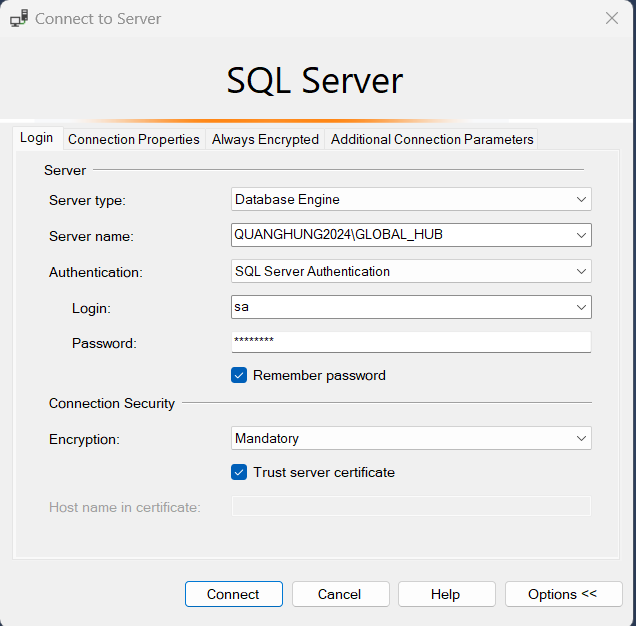 Connect to Server
SQL Server
Login Connection Properties Always Encrypted Additional Connection Parameters
Server
Server type: Database Engine
Server name: QUANGHUNG2024\GLOBAL_HUB
Authentication: SQL Server Authentication
Login: sa
Password: ********
Remember password
Connection Security
Encryption: Mandatory
Trust server certificate
Host name in certificate:
Connect Cancel Help Options <<